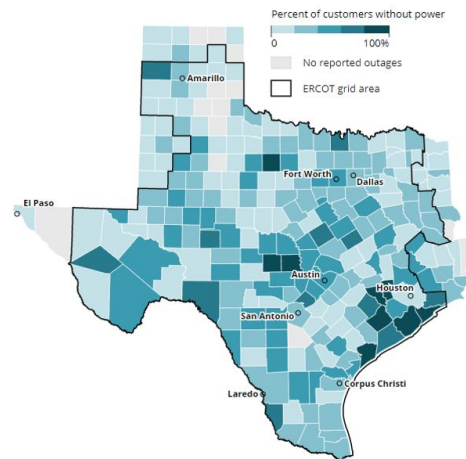 Percent of customers without power
0 100%
No reported outages
ERCOT grid area
Amarillo
Fort Worth
Dallas
El Paso
Austin
Houston
San Antonio
Laredo
Corpus Christi